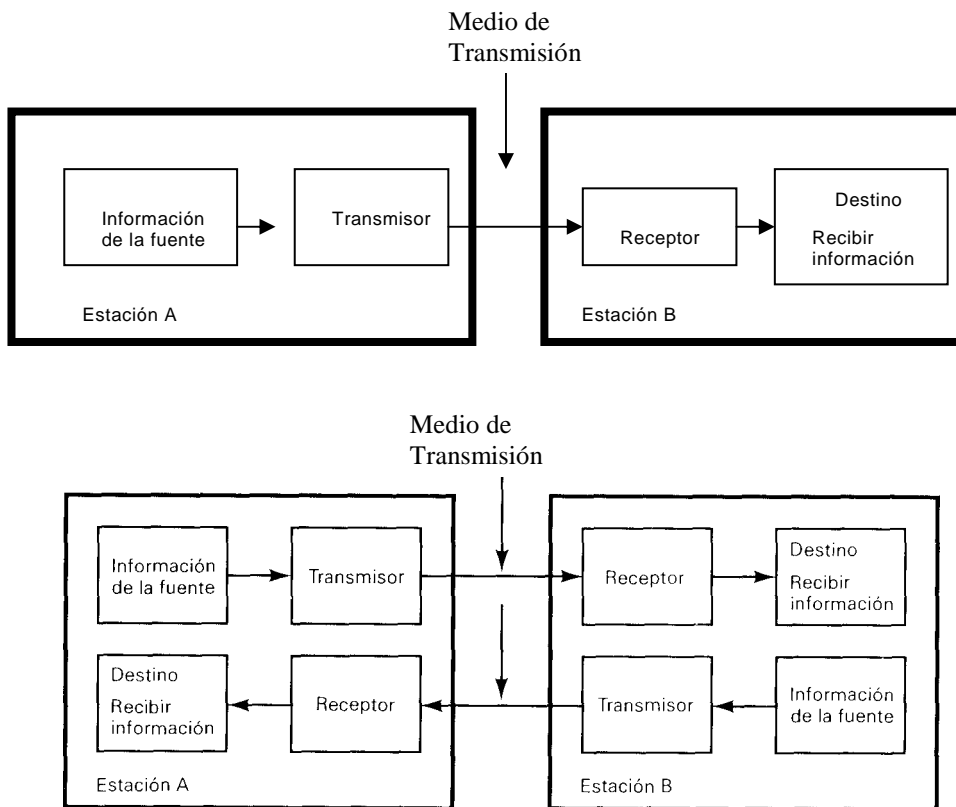 Medio de
Transmisión
Información
de la fuente
Transmisor
Receptor
Destino
Recibir
información
Estación A
Estación B
Medio de
Transmisión
Información
de la fuente
Transmisor
Receptor
Destino
Recibir
información
Destino
Recibir
información
Receptor
Transmisor
Información
de la fuente
Estación A
Estación B